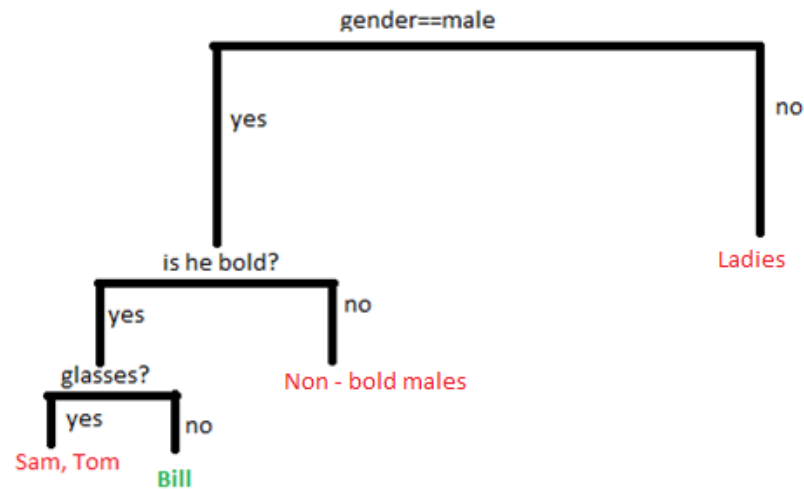 gender==male
yes
no
is he bold?
Ladies
yes
no
glasses?
Non - bold males
yes
no
Sam, Tom
Bill